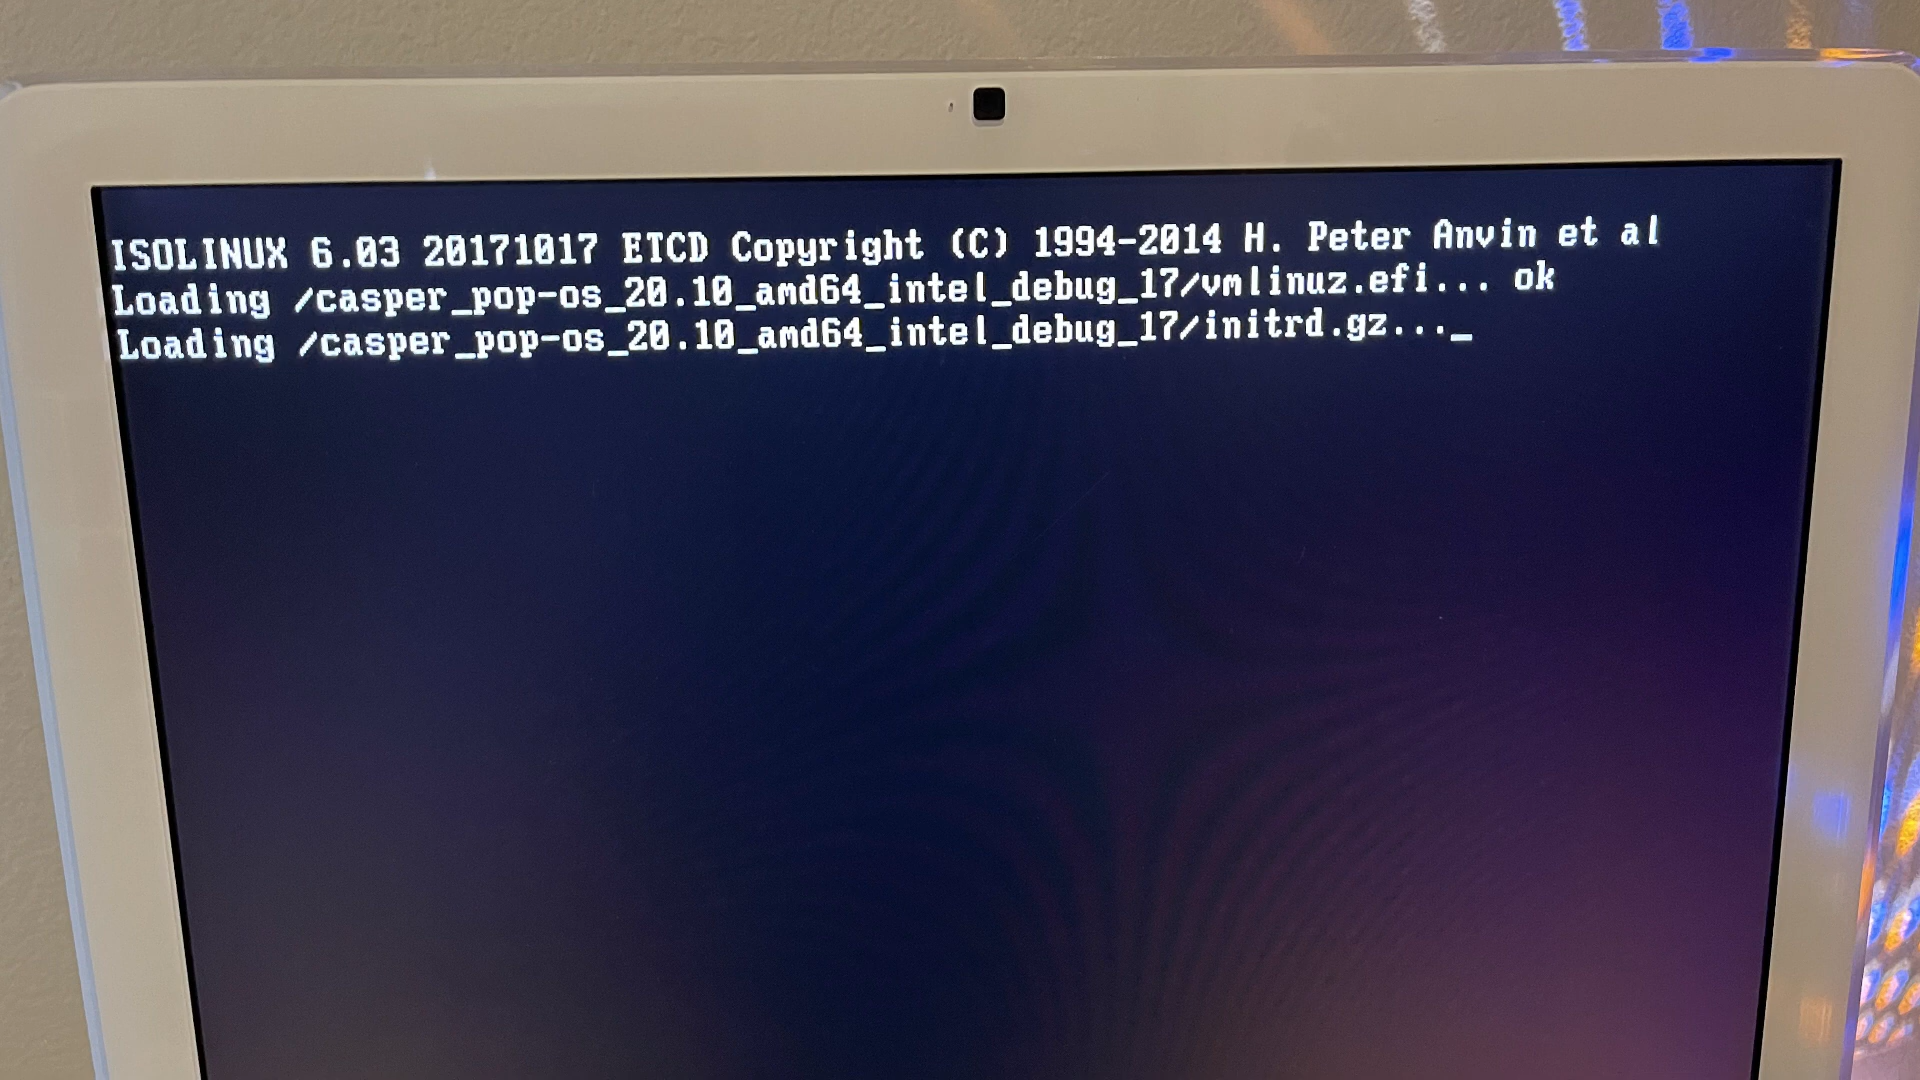 ISOLINUX 6.03 20171017 ETCD Copyright (C) 1994-2014 H. Peter Anvin et al
Loading /casper_pop-os_20.10_amd64_intel_debug_17/vmlinuz.efi... ok
Loading /casper_pop-os_20.10_amd64_intel_debug_17/initrd.gz..._